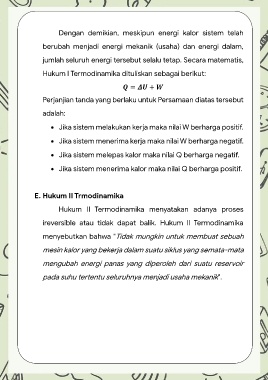 Dengan demikian, meskipun energi kalor sistem telah
berubah menjadi energi mekanik (usaha) dan energi dalam,
jumlah seluruh energi tersebut selalu tetap. Secara matematis,
Hukum I Termodinamika dituliskan sebagai berikut:
Q = ΔU + W
Perjanjian tanda yang berlaku untuk Persamaan diatas tersebut
adalah:
• Jika sistem melakukan kerja maka nilai W berharga positif.
• Jika sistem menerima kerja maka nilai W berharga negatif.
• Jika sistem melepas kalor maka nilai Q berharga negatif.
• Jika sistem menerima kalor maka nilai Q berharga positif.
E. Hukum II Trmodinamika
Hukum II Termodinamika menyatakan adanya proses
ireversible atau tidak dapat balik. Hukum II Termodinamika
menyebutkan bahwa "Tidak mungkin untuk membuat sebuah
mesin kalor yang bekerja dalam suatu siklus yang semata-mata
mengubah energi panas yang diperoleh dari suatu reservoir
pada suhu tertentu seluruhnya menjadi usaha mekanik".